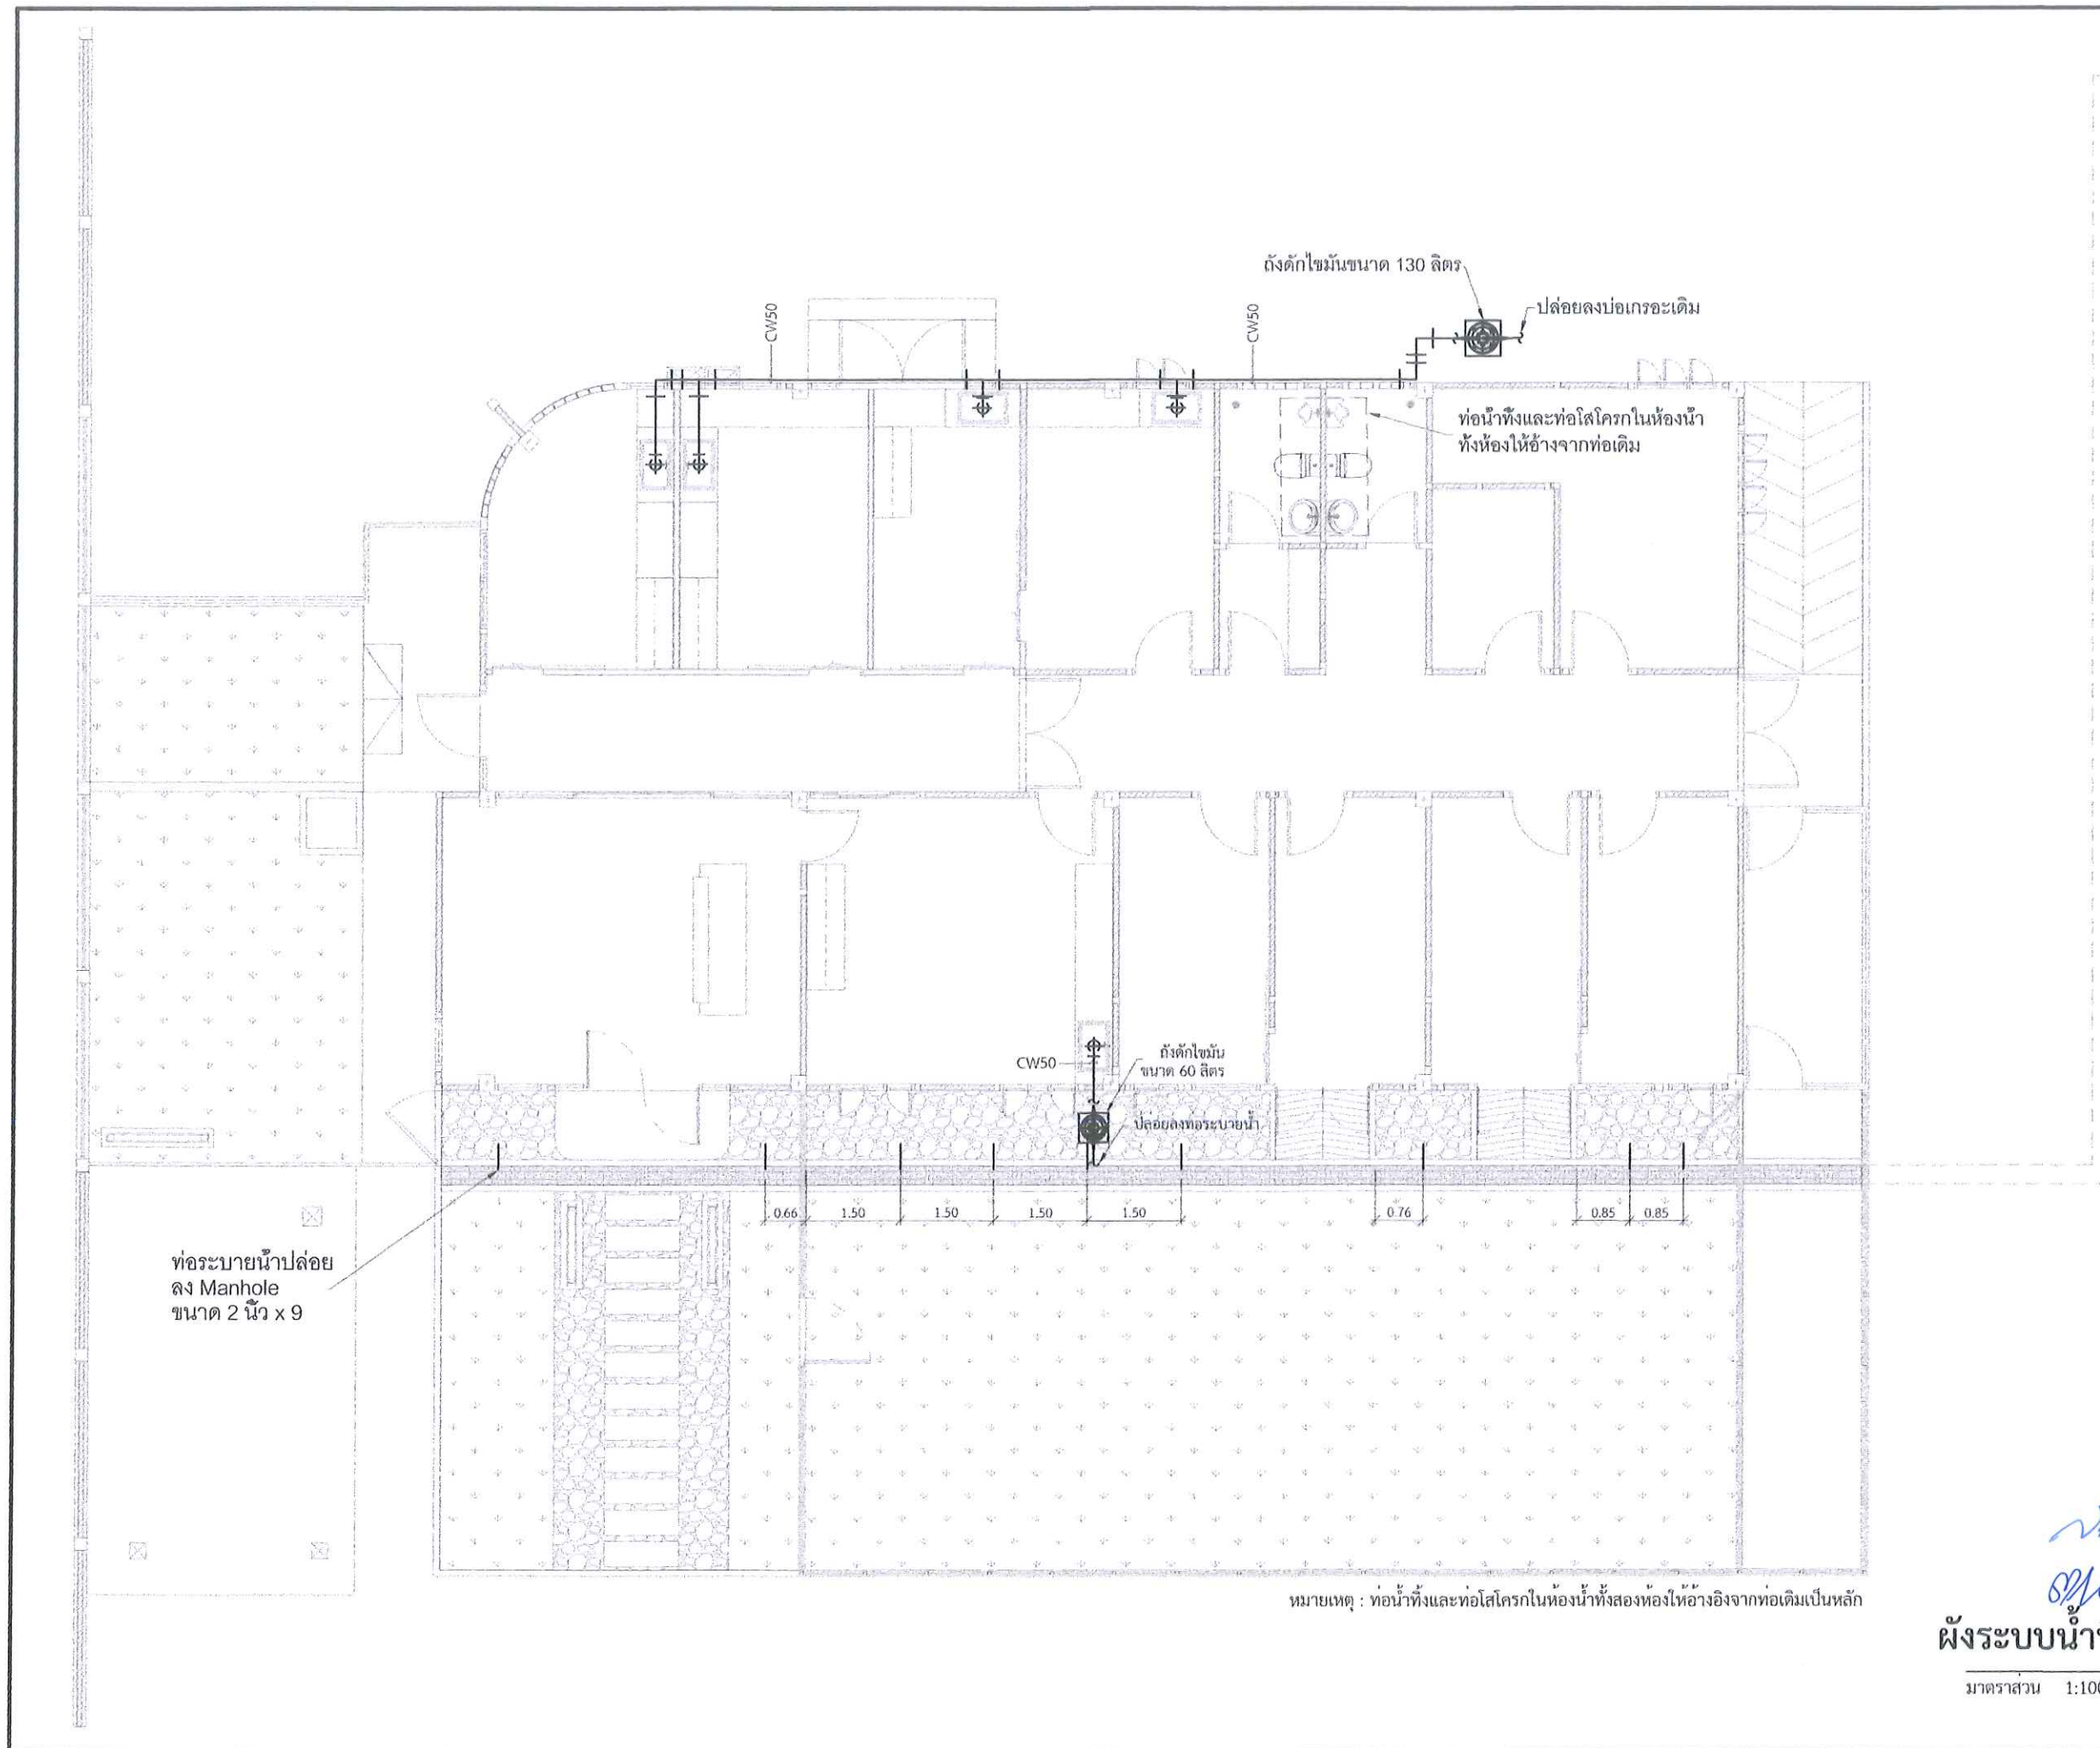 ถังดักไขมันขนาด 130 ลิตร
ปล่อยลงบ่อเกรอะเดิม
CW50
CW50
ท่อน้ำทิ้งและท่อโสโครกในห้องน้ำ
ทั้งห้องให้อ้างจากท่อเดิม
CW50
ถังดักไขมัน
ขนาด 60 ลิตร
ปล่อยลงท่อระบายน้ำ
0.66 1.50 1.50 1.50 1.50 0.76 0.85 0.85
ท่อระบายน้ำปล่อย
ลง Manhole
ขนาด 2 นิ้ว x 9
หมายเหตุ : ท่อน้ำทิ้งและท่อโสโครกในห้องน้ำทั้งสองห้องให้อ้างอิงจากท่อเดิมเป็นหลัก
ผังระบบน้ำ
มาตราส่วน 1:100